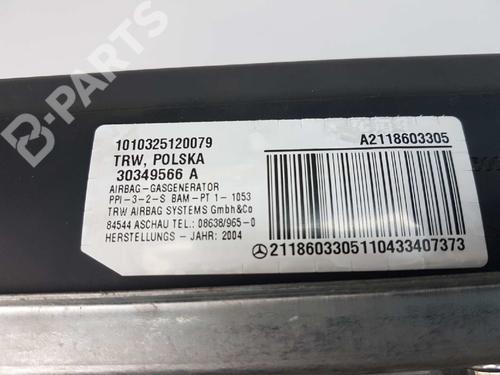 B-PARTS
1010325120079
TRW, POLSKA
30349566 A
AIRBAG-GASGENERATOR
PPI-3-2-S BAM-PT 1- 1053
TRW AIRBAG SYSTEMS GmbH&Co
84544 ASCHAU TEL.: 08638/965-0
HERSTELLUNGS - JAHR: 2004
A2118603305
2118603305110433407373